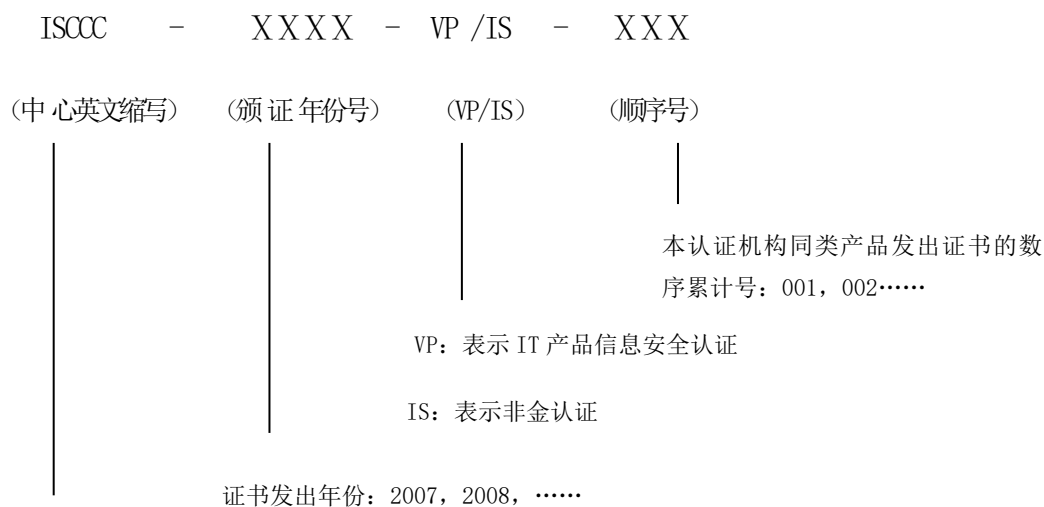 ISCCC - XXXX - VP /IS - XXX
（中 心英文缩写） （颁 证 年份号） （VP/IS） （顺序号）
本认证机构同类产品发出证书的数
序累计号：001，002……
VP：表示 IT 产品信息安全认证
IS：表示非金认证
证书发出年份：2007，2008，……